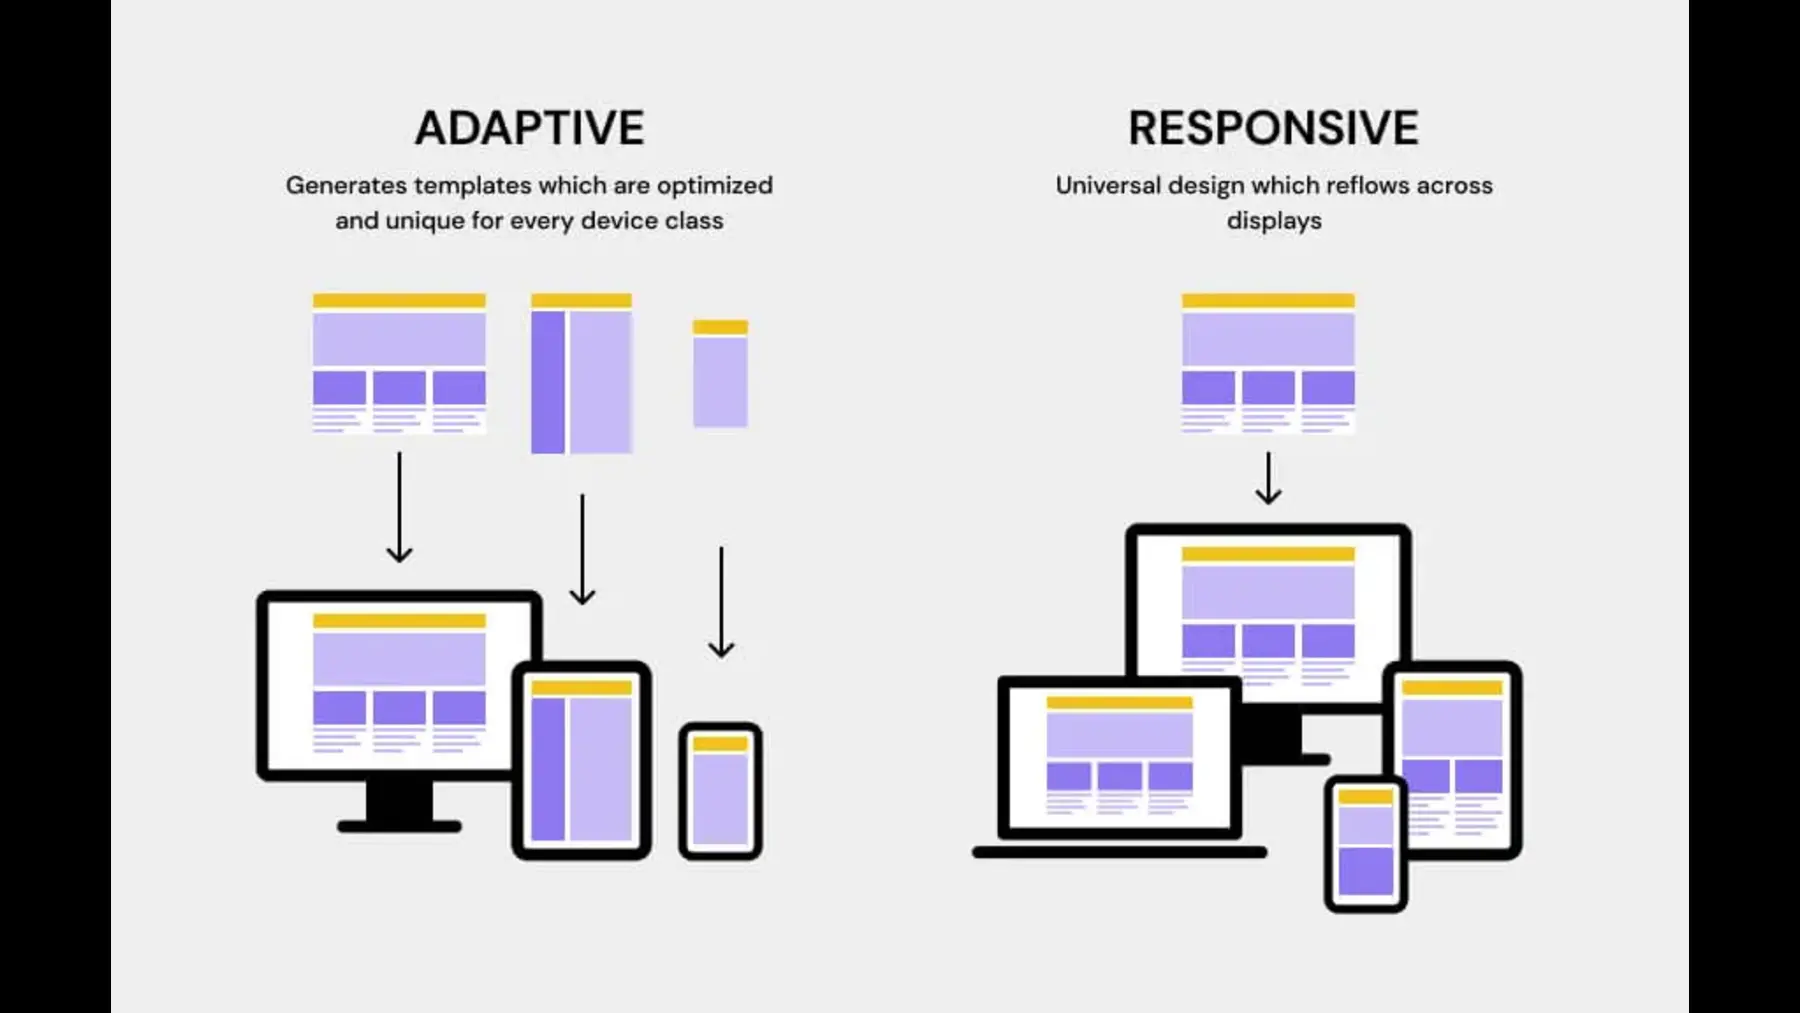 ADAPTIVE
Generates templates which are optimized
and unique for every device class
RESPONSIVE
Universal design which reflows across
displays